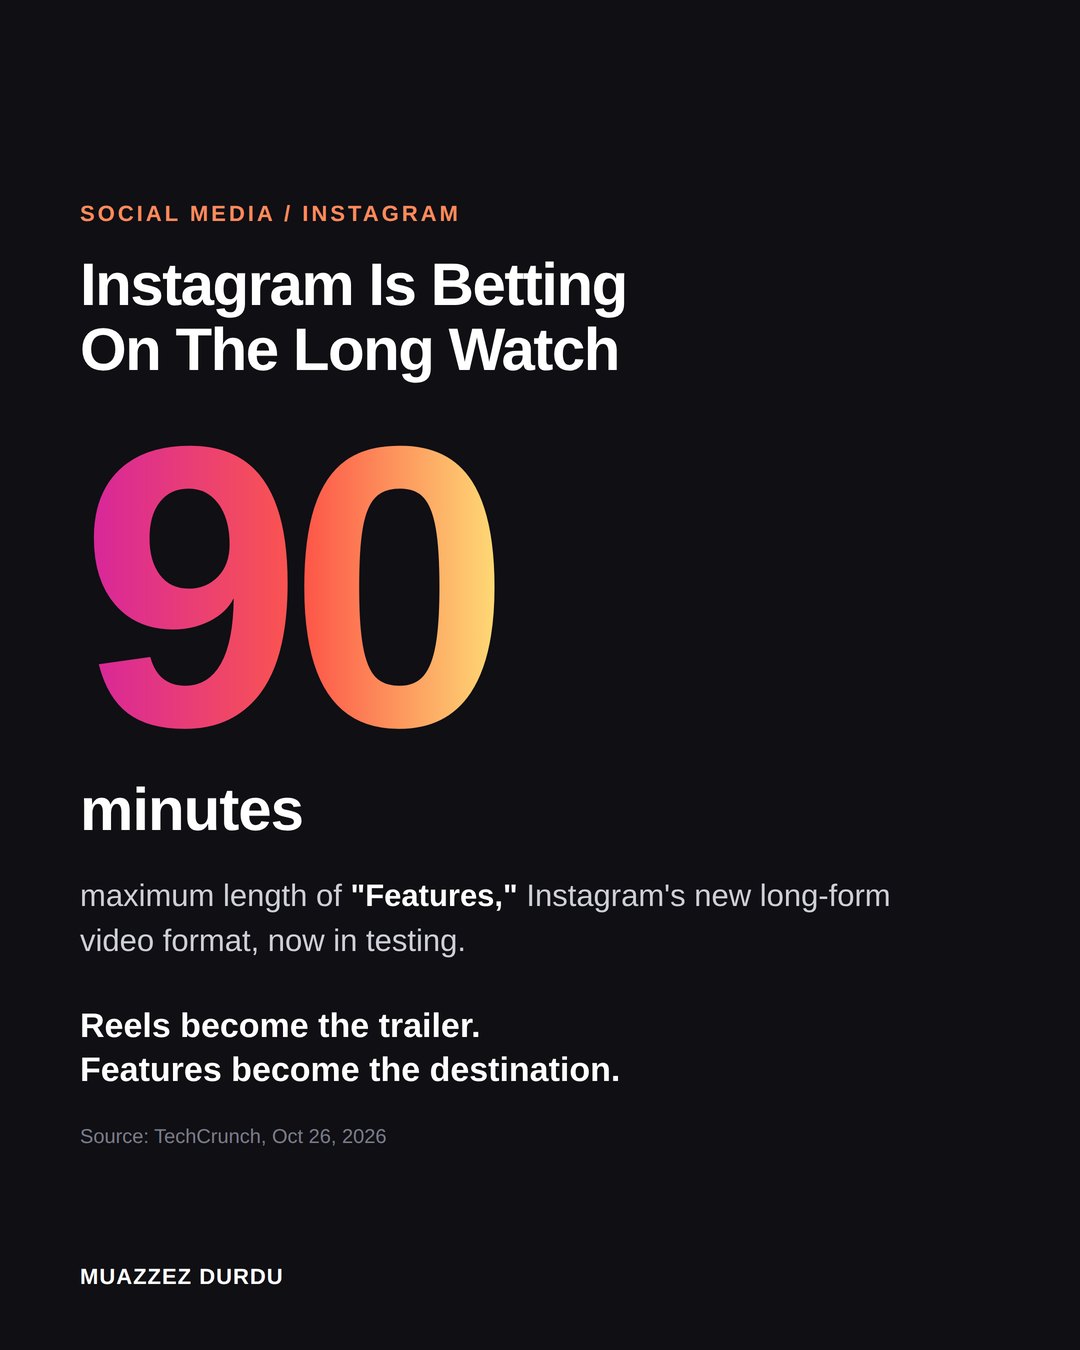 SOCIAL MEDIA / INSTAGRAM
Instagram Is Betting
On The Long Watch
90
minutes
maximum length of "Features," Instagram's new long-form
video format, now in testing.
Reels become the trailer.
Features become the destination.
Source: TechCrunch, Oct 26, 2026
MUAZZEZ DURDU